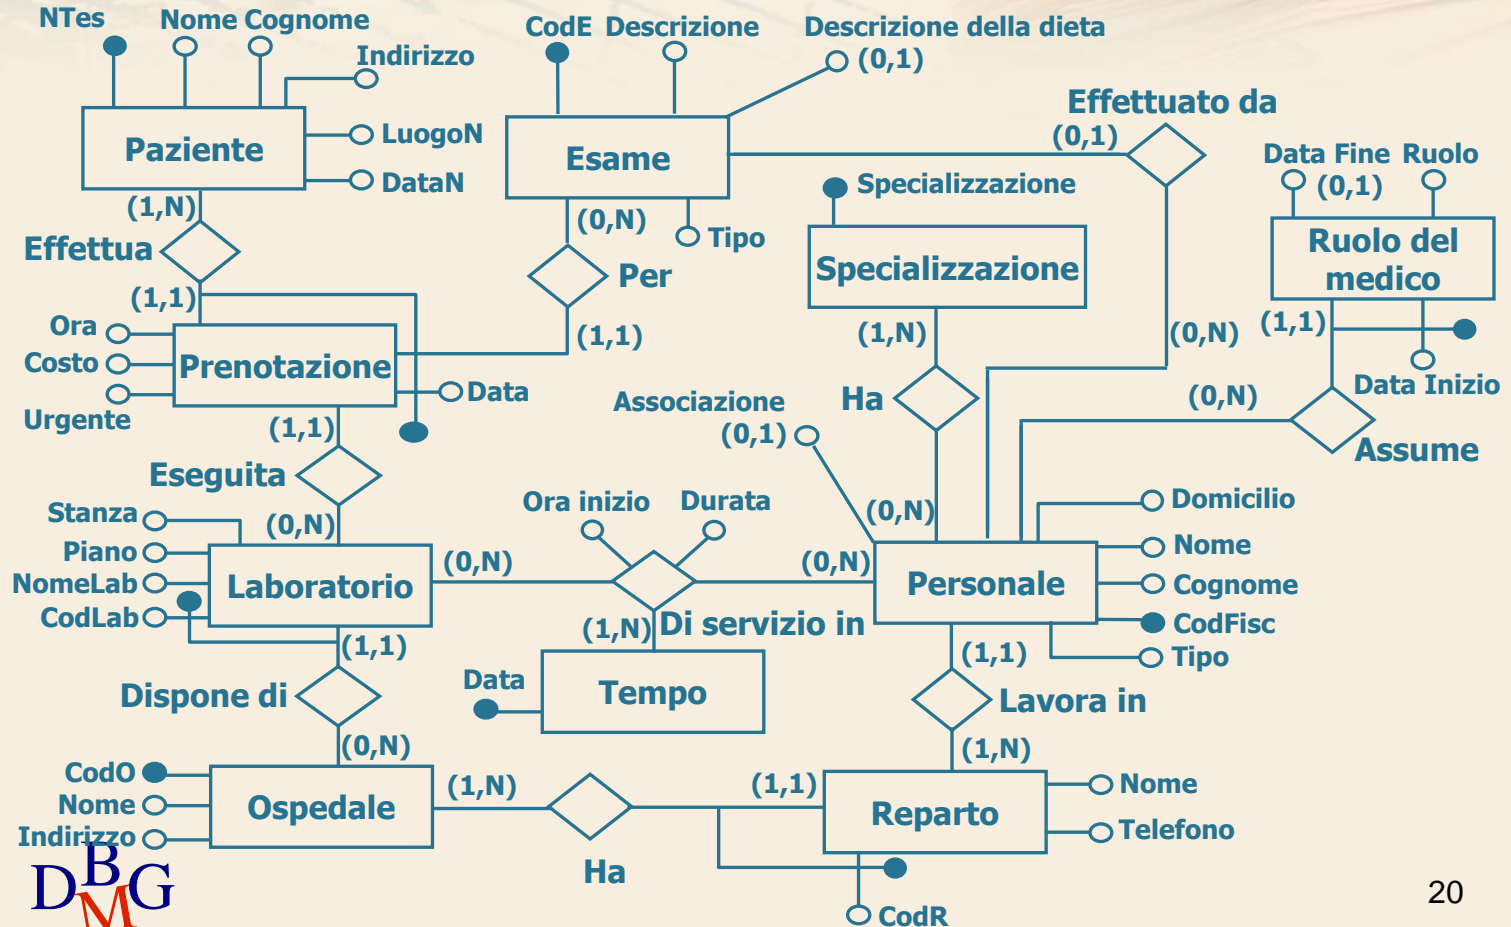 NTes
Nome Cognome
Indirizzo
Paziente
LuogoN
DataN
(1,N)
Effettua
(1,1)
Ora
Costo
Urgente
Prenotazione
Data
(1,1)
Eseguita
(0,N)
Stanza
Piano
NomeLab
CodLab
Laboratorio
(1,1)
Dispone di
(0,N)
CodO
Nome
Indirizzo
Ospedale
(1,N)
Ha
(1,1)
CodE
Descrizione
Descrizione della dieta
(0,1)
Esame
(0,N)
Tipo
Per
(1,1)
Effettuato da
(0,1)
(0,N)
Specializzazione
Specializzazione
(1,N)
Ha
(0,N)
Associazione
(0,1)
Data Fine
(0,1)
Ruolo
Ruolo del
medico
(1,1)
Data Inizio
(0,N)
Assume
Ora inizio
Durata
(0,N)
(0,N)
Di servizio in
(1,N)
Data
Tempo
Personale
Domicilio
Nome
Cognome
CodFisc
Tipo
(1,1)
Lavora in
(1,N)
Reparto
Nome
Telefono
CodR
DBMG
20